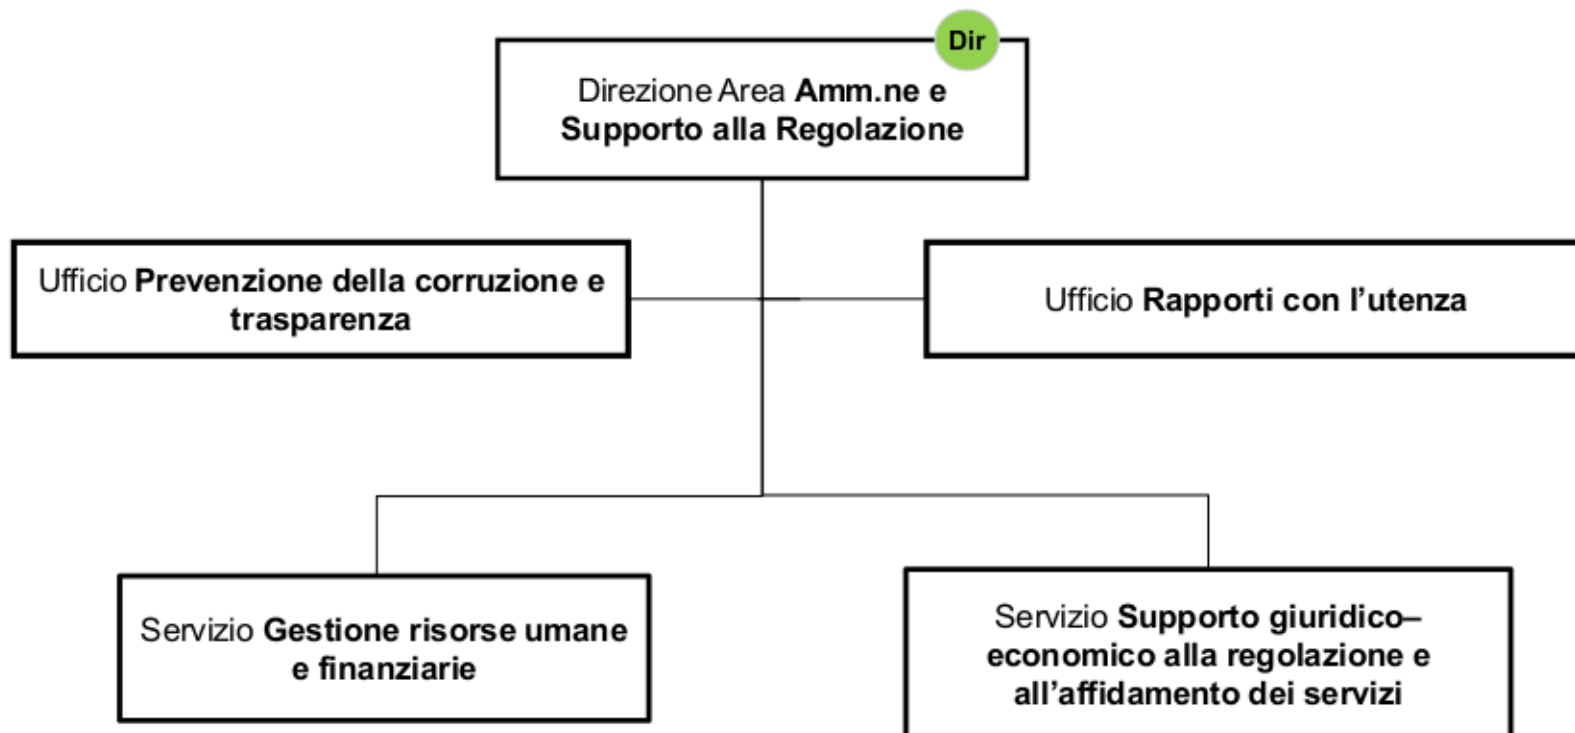 Dir
Direzione Area Amm.ne e
Supporto alla Regolazione
Ufficio Prevenzione della corruzione e
trasparenza
Ufficio Rapporti con l’utenza
Servizio Gestione risorse umane
e finanziarie
Servizio Supporto giuridico–
economico alla regolazione e
all’affidamento dei servizi